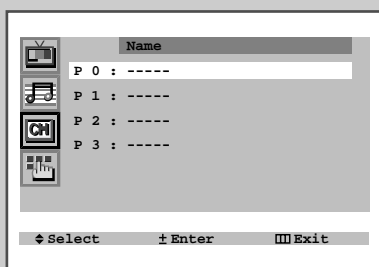 Name
P 0 : -----
P 1 : -----
CH
P 2 : -----
P 3 : -----
Select ± Enter Exit